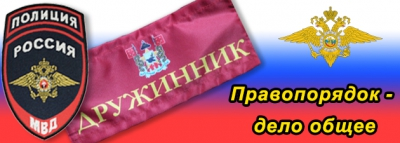 ПОЛИЦИЯ
РОССИЯ
МВД
ДРУЖИННИК
Правопорядок -
дело общее